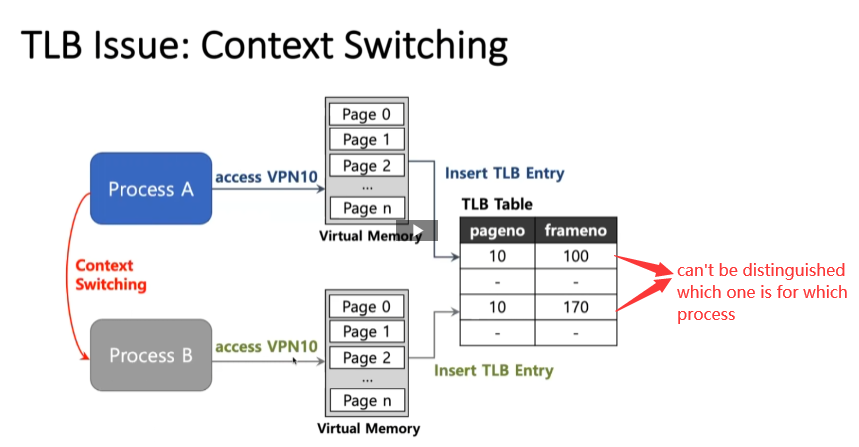 TLB Issue: Context Switching
Process A
access VPN10
Page 0
Page 1
Page 2
...
Page n
Virtual Memory
Insert TLB Entry
TLB Table
pageno frameno
10 100
- -
10 170
- -
can't be distinguished
which one is for which
process
Context
Switching
Process B
access VPN10
Page 0
Page 1
Page 2
...
Page n
Virtual Memory
Insert TLB Entry